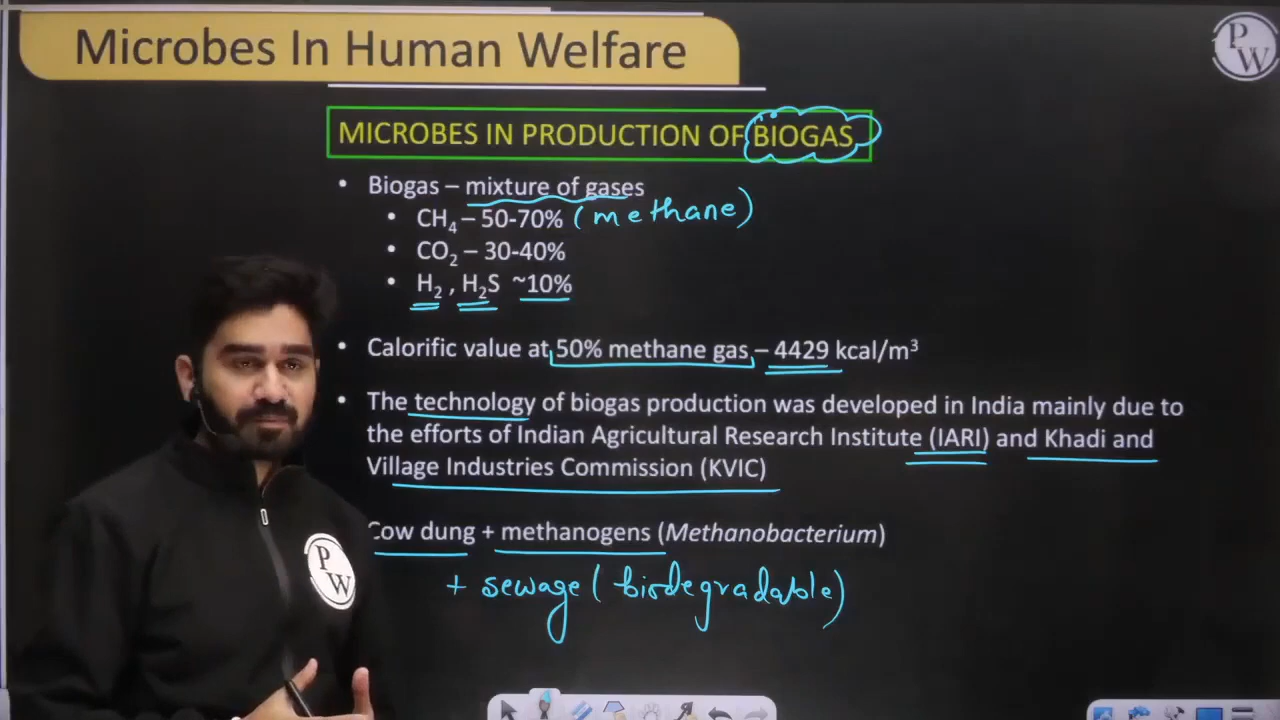 Microbes In Human Welfare
PW
MICROBES IN PRODUCTION OF BIOGAS
• Biogas – mixture of gases
• CH₄ – 50-70% (methane)
• CO₂ – 30-40%
• H₂ , H₂S ~10%
• Calorific value at 50% methane gas – 4429 kcal/m³
• The technology of biogas production was developed in India mainly due to
the efforts of Indian Agricultural Research Institute (IARI) and Khadi and
Village Industries Commission (KVIC)
Cow dung + methanogens (Methanobacterium)
+ sewage (biodegradable)
PW